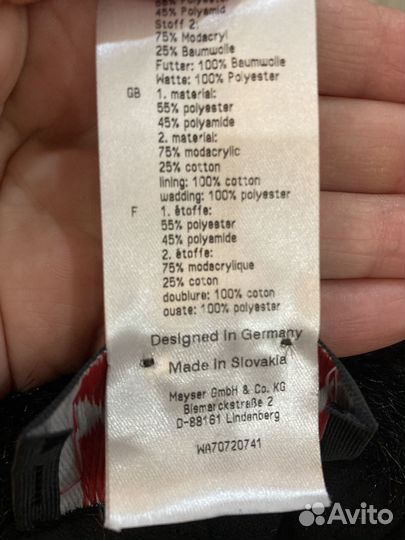 45% Polyamid
Stoff 2:
75% Modacryl
25% Baumwolle
Futter: 100% Baumwolle
Watte: 100% Polyester
GB 1. material:
55% polyester
45% polyamide
2. material:
75% modacrylic
25% cotton
lining: 100% cotton
wadding: 100% polyester
F 1. étoffe:
55% polyester
45% polyamide
2. étoffe:
75% modacrylique
25% coton
doublure: 100% coton
ouate: 100% polyester
Designed in Germany
Made in Slovakia
Mayser GmbH & Co. KG
Bismarckstraße 2
D-88161 Lindenberg
WA70720741
Avito